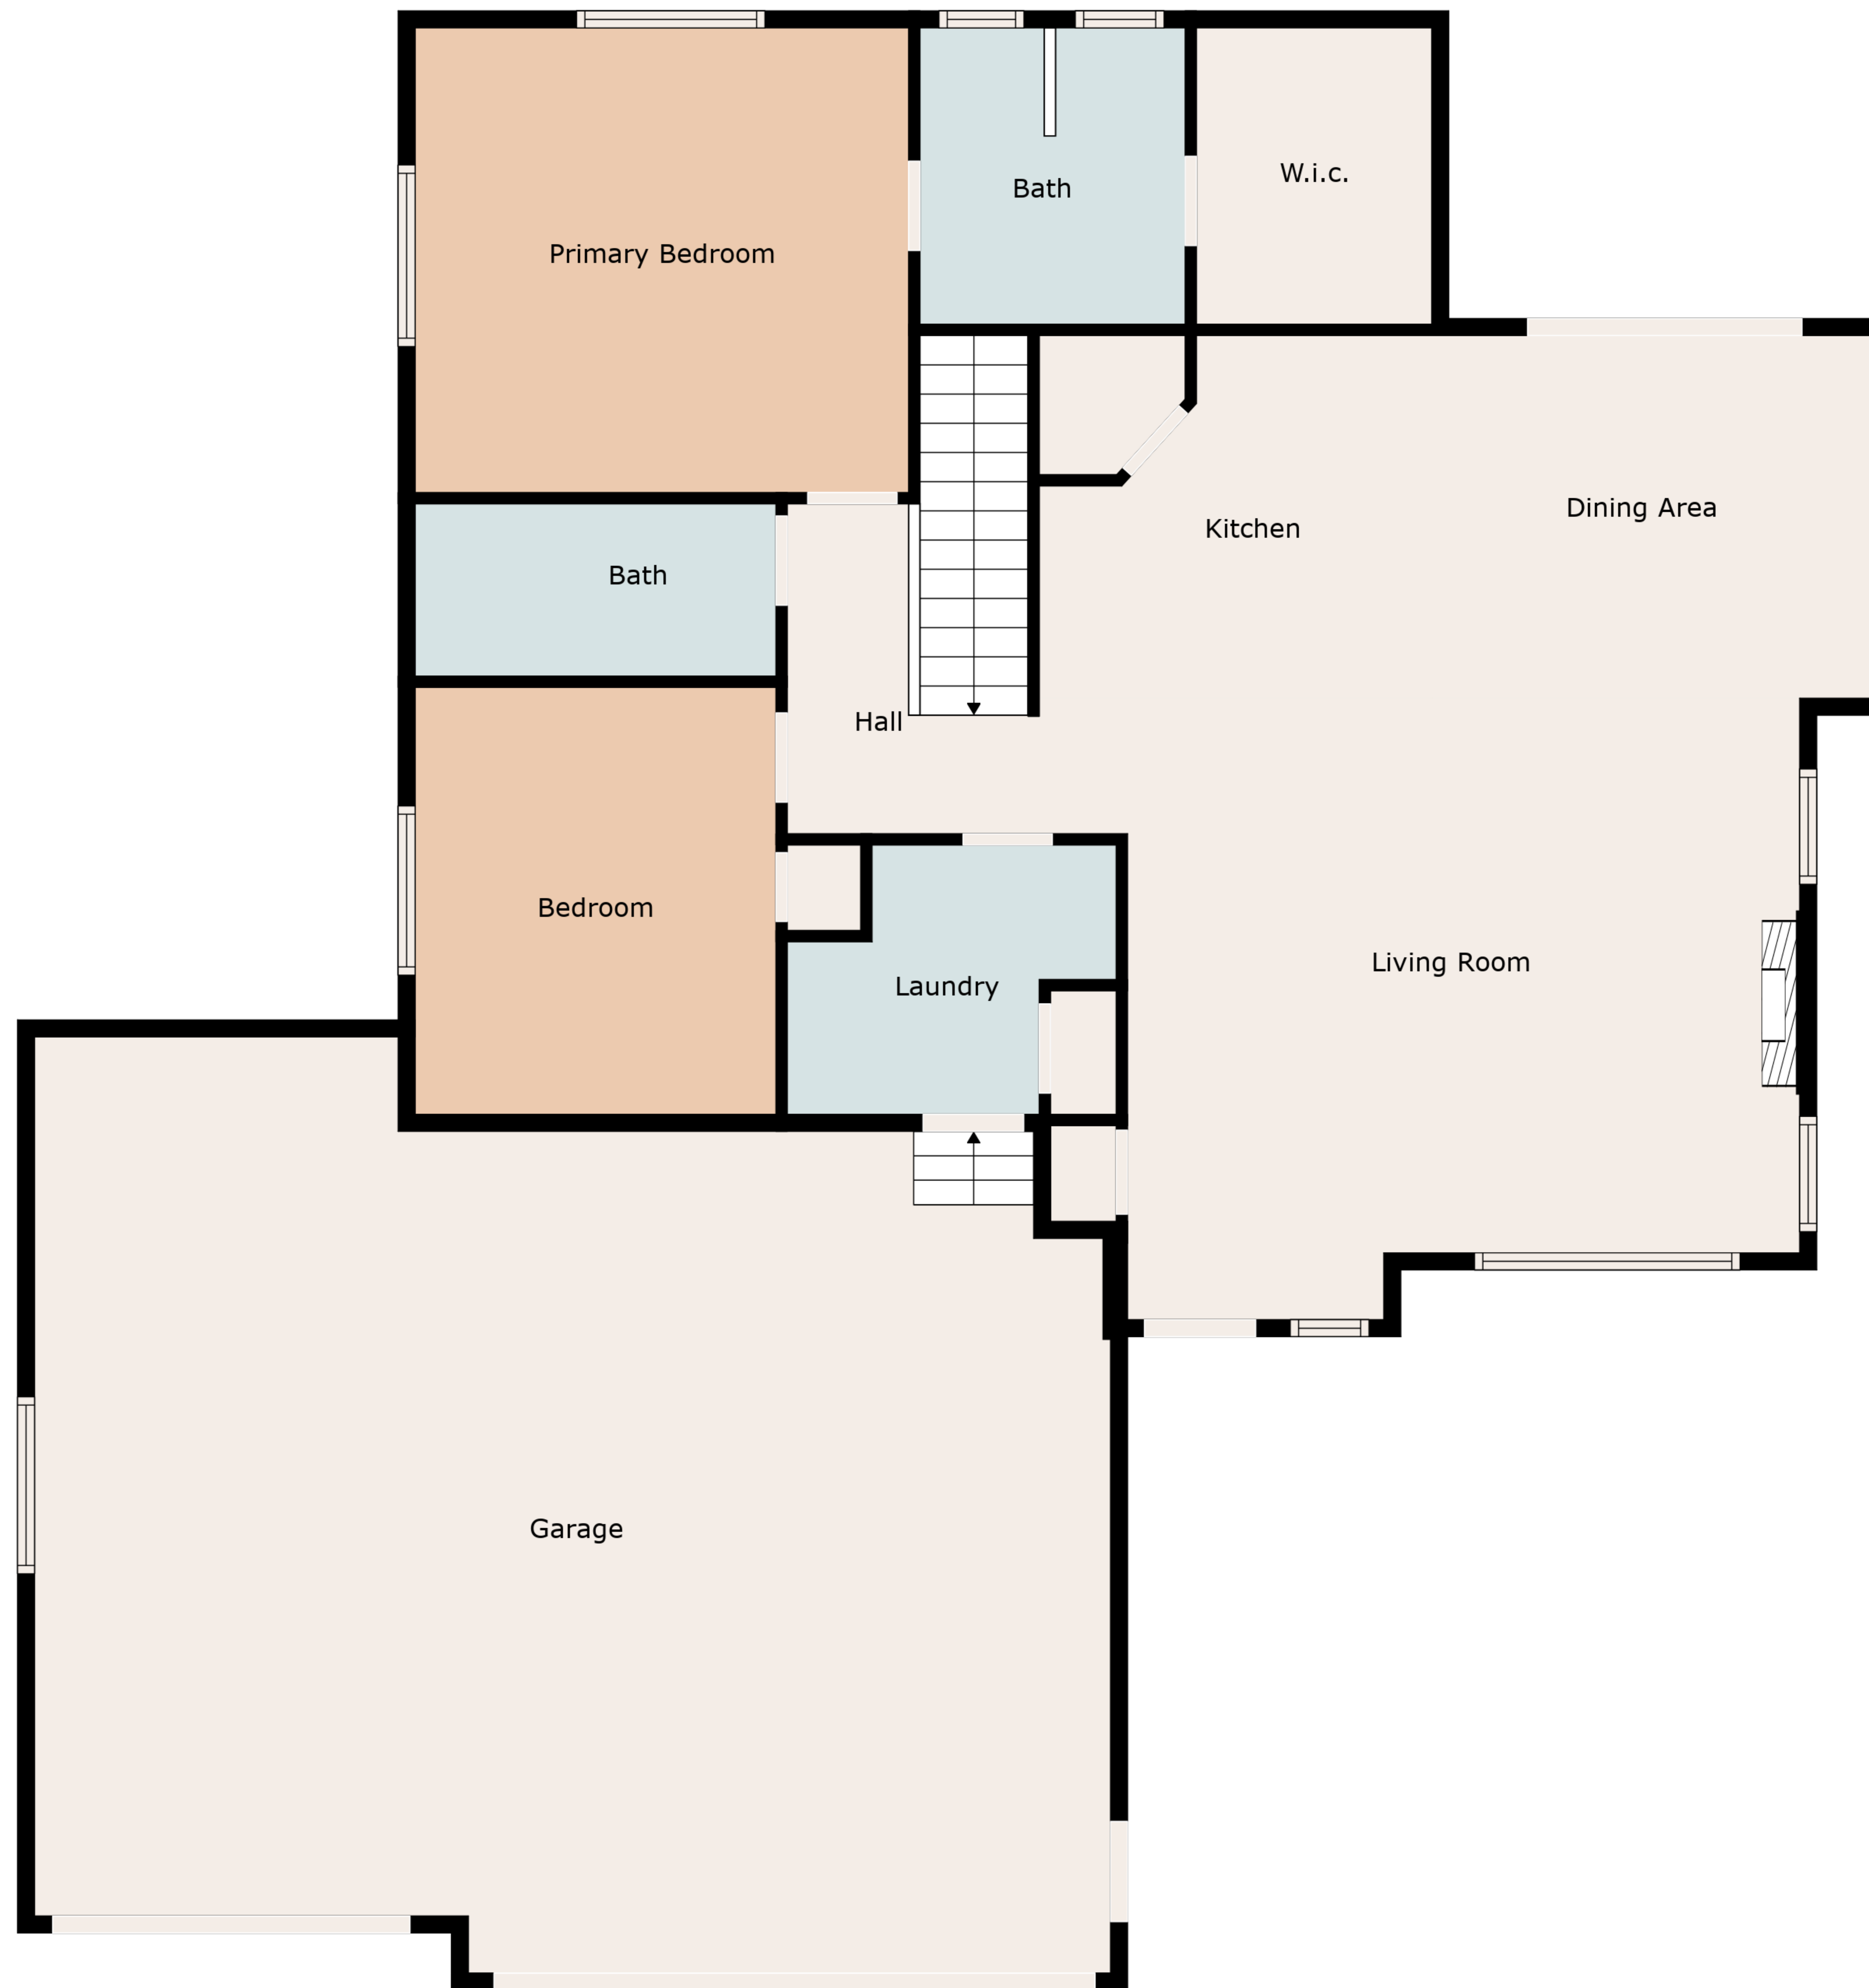 W.i.c.
Bath
Primary Bedroom
Dining Area
Kitchen
Bath
Hall
Bedroom
Living Room
Laundry
Garage